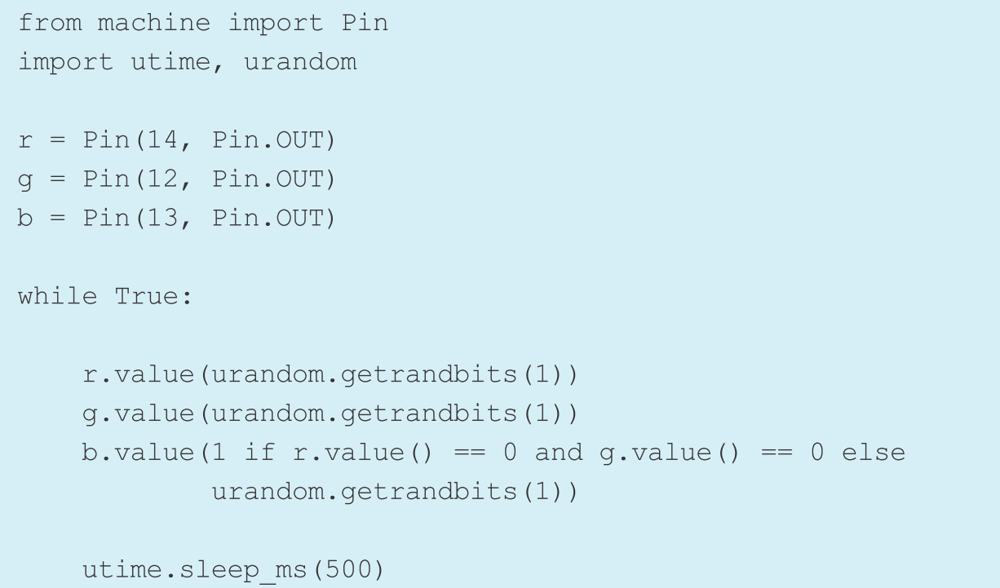 from machine import Pin
import utime, urandom

r = Pin(14, Pin.OUT)
g = Pin(12, Pin.OUT)
b = Pin(13, Pin.OUT)

while True:

    r.value(urandom.getrandbits(1))
    g.value(urandom.getrandbits(1))
    b.value(1 if r.value() == 0 and g.value() == 0 else
            urandom.getrandbits(1))

    utime.sleep_ms(500)